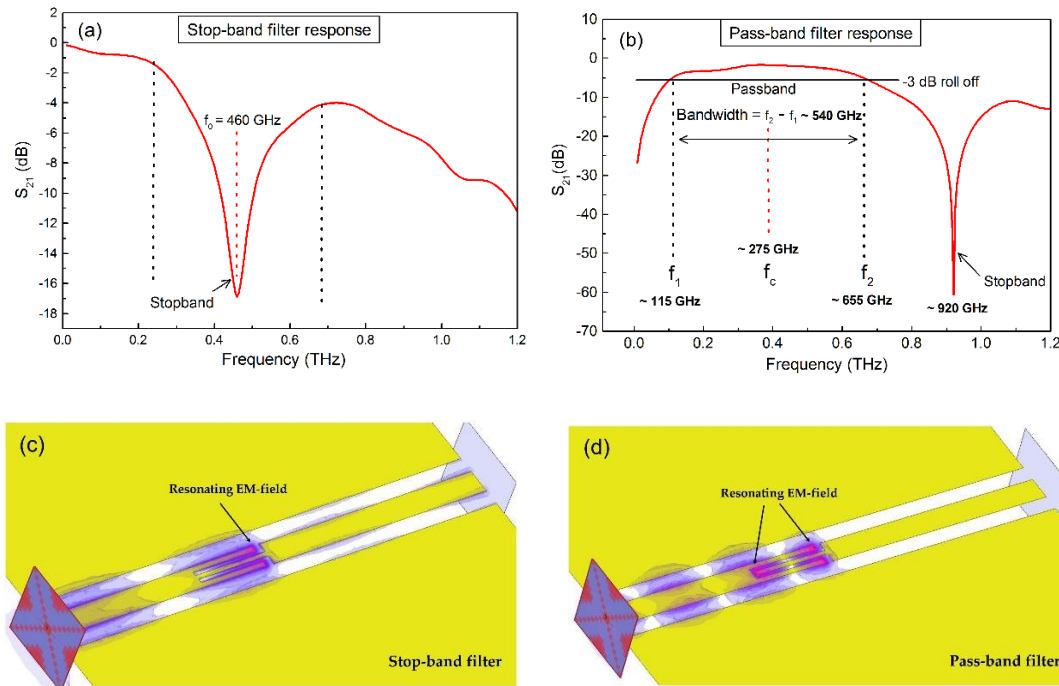 (a)
Stop-band filter response
f₀ = 460 GHz
Stopband
S₂₁ (dB)
2
0
-2
-4
-6
-8
-10
-12
-14
-16
-18
0.0 0.2 0.4 0.6 0.8 1.0 1.2
Frequency (THz)
(b)
Pass-band filter response
-3 dB roll off
Passband
Bandwidth = f₂ - f₁ ~ 540 GHz
~ 275 GHz
f₁ f_c f₂
Stopband
~ 115 GHz ~ 655 GHz ~ 920 GHz
S₂₁ (dB)
10
0
-10
-20
-30
-40
-50
-60
-70
0.0 0.2 0.4 0.6 0.8 1.0 1.2
Frequency (THz)
(c)
Resonating EM-field
Stop-band filter
(d)
Resonating EM-field
Pass-band filter